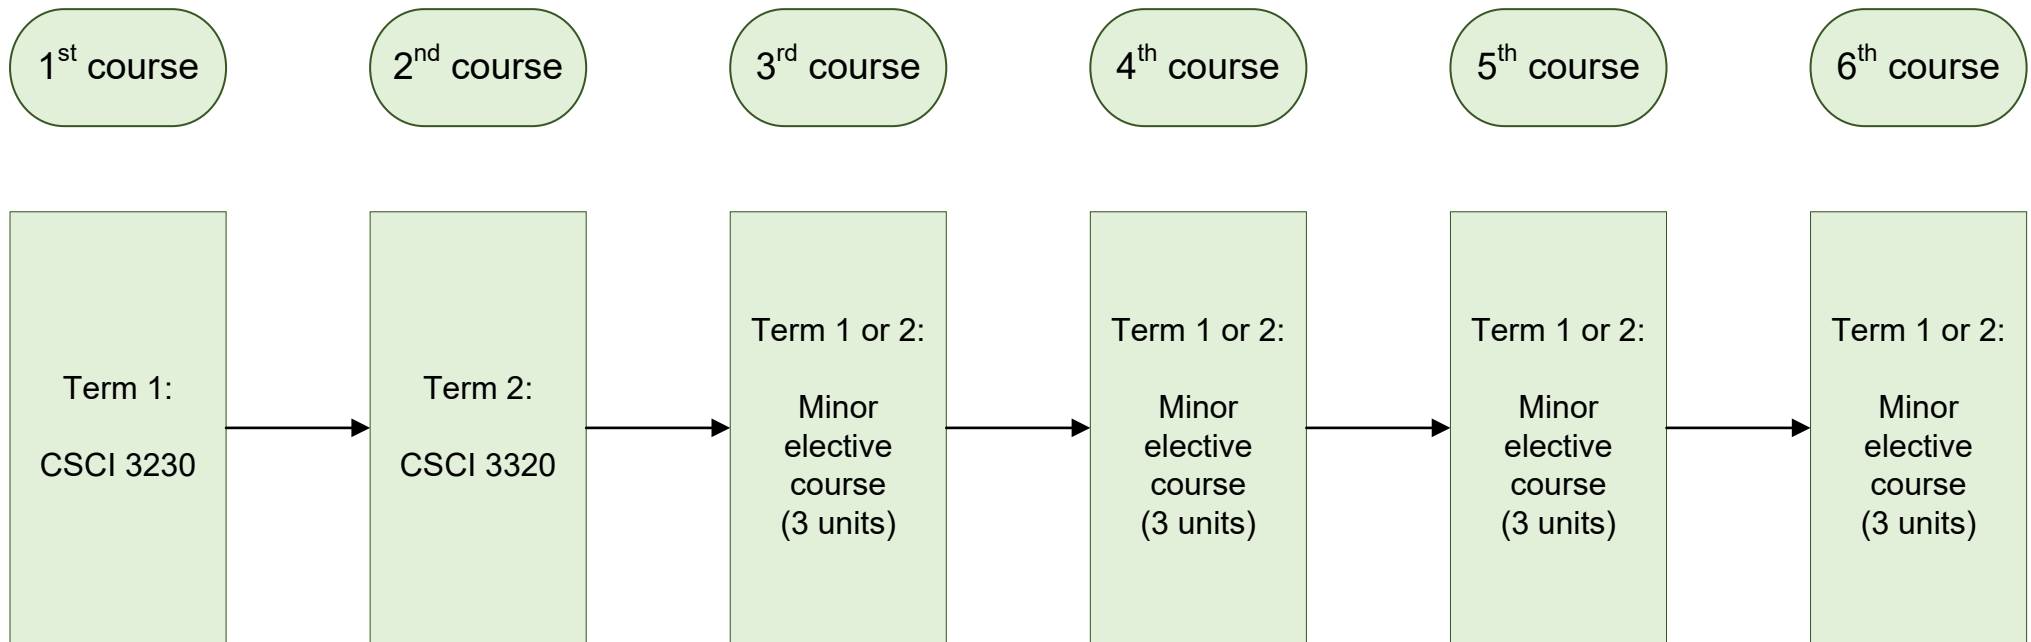 1st course
2nd course
3rd course
4th course
5th course
6th course
Term 1:
CSCI 3230
Term 2:
CSCI 3320
Term 1 or 2:
Minor
elective
course
(3 units)
Term 1 or 2:
Minor
elective
course
(3 units)
Term 1 or 2:
Minor
elective
course
(3 units)
Term 1 or 2:
Minor
elective
course
(3 units)